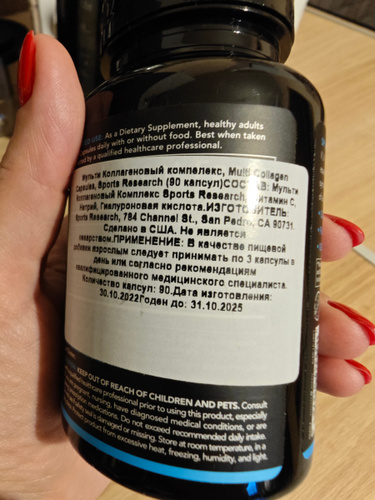 USE: As a Dietary Supplement, healthy adults
capsules daily with or without food. Best when taken
by a qualified healthcare professional.
Мульти Коллагеновый комплекс, Multi Collagen
Capsules, Sports Research (90 капсул)СОСТАВ: Мульти
Коллагеновый Комплекс Sports Research, Витамин С,
Натрий, Гиалуроновая кислота.ИЗГОТОВИТЕЛЬ:
Sports Research, 784 Channel St., San Pedro, CA 90731.
Сделано в США. Не является
лекарством.ПРИМЕНЕНИЕ: В качестве пищевой
добавки взрослым следует принимать по 3 капсулы в
день или согласно рекомендациям
квалифицированного медицинского специалиста.
Количество капсул: 90.Дата изготовления:
30.10.2022Годен до: 31.10.2025
KEEP OUT OF REACH OF CHILDREN AND PETS. Consult
healthcare professional prior to using this product, especially
nursing, have diagnosed medical conditions, or are
medications. Do not exceed recommended daily intake.
is damaged or missing. Store at room temperature, in a
product from excessive heat, freezing, humidity, and light.